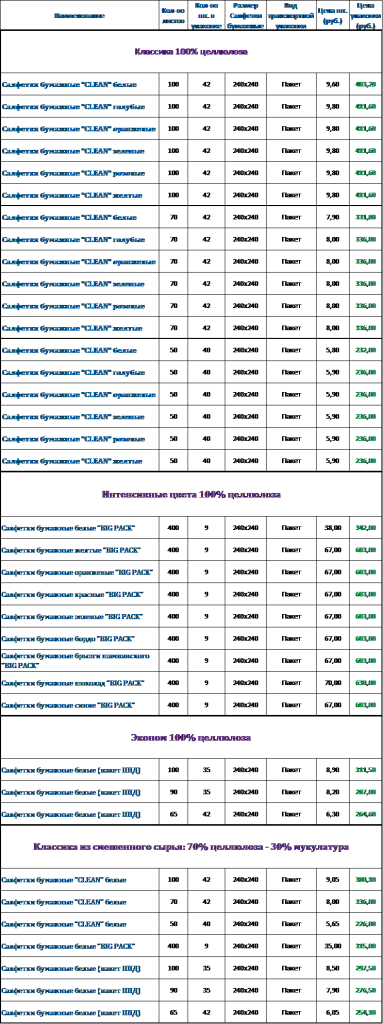 Наименование Кол-во листов Кол-во шт. в упаковке Размер Салфетки бумажные Вид транспортной упаковки Цена шт. (руб.) Цена упаковки (руб.)
Классика 100% целлюлоза
Салфетки бумажные "CLEAN" белые 100 42 240х240 Пакет 9,60 403,20
Салфетки бумажные "CLEAN" голубые 100 42 240х240 Пакет 9,80 411,60
Салфетки бумажные "CLEAN" оранжевые 100 42 240х240 Пакет 9,80 411,60
Салфетки бумажные "CLEAN" зеленые 100 42 240х240 Пакет 9,80 411,60
Салфетки бумажные "CLEAN" розовые 100 42 240х240 Пакет 9,80 411,60
Салфетки бумажные "CLEAN" желтые 100 42 240х240 Пакет 9,80 411,60
Салфетки бумажные "CLEAN" белые 70 42 240х240 Пакет 7,90 331,80
Салфетки бумажные "CLEAN" голубые 70 42 240х240 Пакет 8,00 336,00
Салфетки бумажные "CLEAN" оранжевые 70 42 240х240 Пакет 8,00 336,00
Салфетки бумажные "CLEAN" зеленые 70 42 240х240 Пакет 8,00 336,00
Салфетки бумажные "CLEAN" розовые 70 42 240х240 Пакет 8,00 336,00
Салфетки бумажные "CLEAN" желтые 70 42 240х240 Пакет 8,00 336,00
Салфетки бумажные "CLEAN" белые 50 40 240х240 Пакет 5,80 232,00
Салфетки бумажные "CLEAN" голубые 50 40 240х240 Пакет 5,90 236,00
Салфетки бумажные "CLEAN" оранжевые 50 40 240х240 Пакет 5,90 236,00
Салфетки бумажные "CLEAN" зеленые 50 40 240х240 Пакет 5,90 236,00
Салфетки бумажные "CLEAN" розовые 50 40 240х240 Пакет 5,90 236,00
Салфетки бумажные "CLEAN" желтые 50 40 240х240 Пакет 5,90 236,00
Интенсивные цвета 100% целлюлоза
Салфетки бумажные белые "BIG PACK" 400 9 240х240 Пакет 38,00 342,00
Салфетки бумажные желтые "BIG PACK" 400 9 240х240 Пакет 67,00 603,00
Салфетки бумажные оранжевые "BIG PACK" 400 9 240х240 Пакет 67,00 603,00
Салфетки бумажные красные "BIG PACK" 400 9 240х240 Пакет 67,00 603,00
Салфетки бумажные зеленые "BIG PACK" 400 9 240х240 Пакет 67,00 603,00
Салфетки бумажные бордо "BIG PACK" 400 9 240х240 Пакет 67,00 603,00
Салфетки бумажные брызги шампанского
"BIG PACK" 400 9 240х240 Пакет 67,00 603,00
Салфетки бумажные шоколад "BIG PACK" 400 9 240х240 Пакет 70,00 630,00
Салфетки бумажные синие "BIG PACK" 400 9 240х240 Пакет 67,00 603,00
Эконом 100% целлюлоза
Салфетки бумажные белые (пакет ПНД) 100 35 240х240 Пакет 8,90 311,50
Салфетки бумажные белые (пакет ПНД) 90 35 240х240 Пакет 8,20 287,00
Салфетки бумажные белые (пакет ПНД) 65 42 240х240 Пакет 6,30 264,60
Классика из смешенного сырья: 70% целлюлоза - 30% мукулатура
Салфетки бумажные "CLEAN" белые 100 42 240х240 Пакет 9,05 380,10
Салфетки бумажные "CLEAN" белые 70 42 240х240 Пакет 8,00 336,00
Салфетки бумажные "CLEAN" белые 50 40 240х240 Пакет 5,65 226,00
Салфетки бумажные белые "BIG PACK" 400 9 240х240 Пакет 35,00 315,00
Салфетки бумажные белые (пакет ПНД) 100 35 240х240 Пакет 8,50 297,50
Салфетки бумажные белые (пакет ПНД) 90 35 240х240 Пакет 7,90 276,50
Салфетки бумажные белые (пакет ПНД) 65 42 240х240 Пакет 6,05 254,10